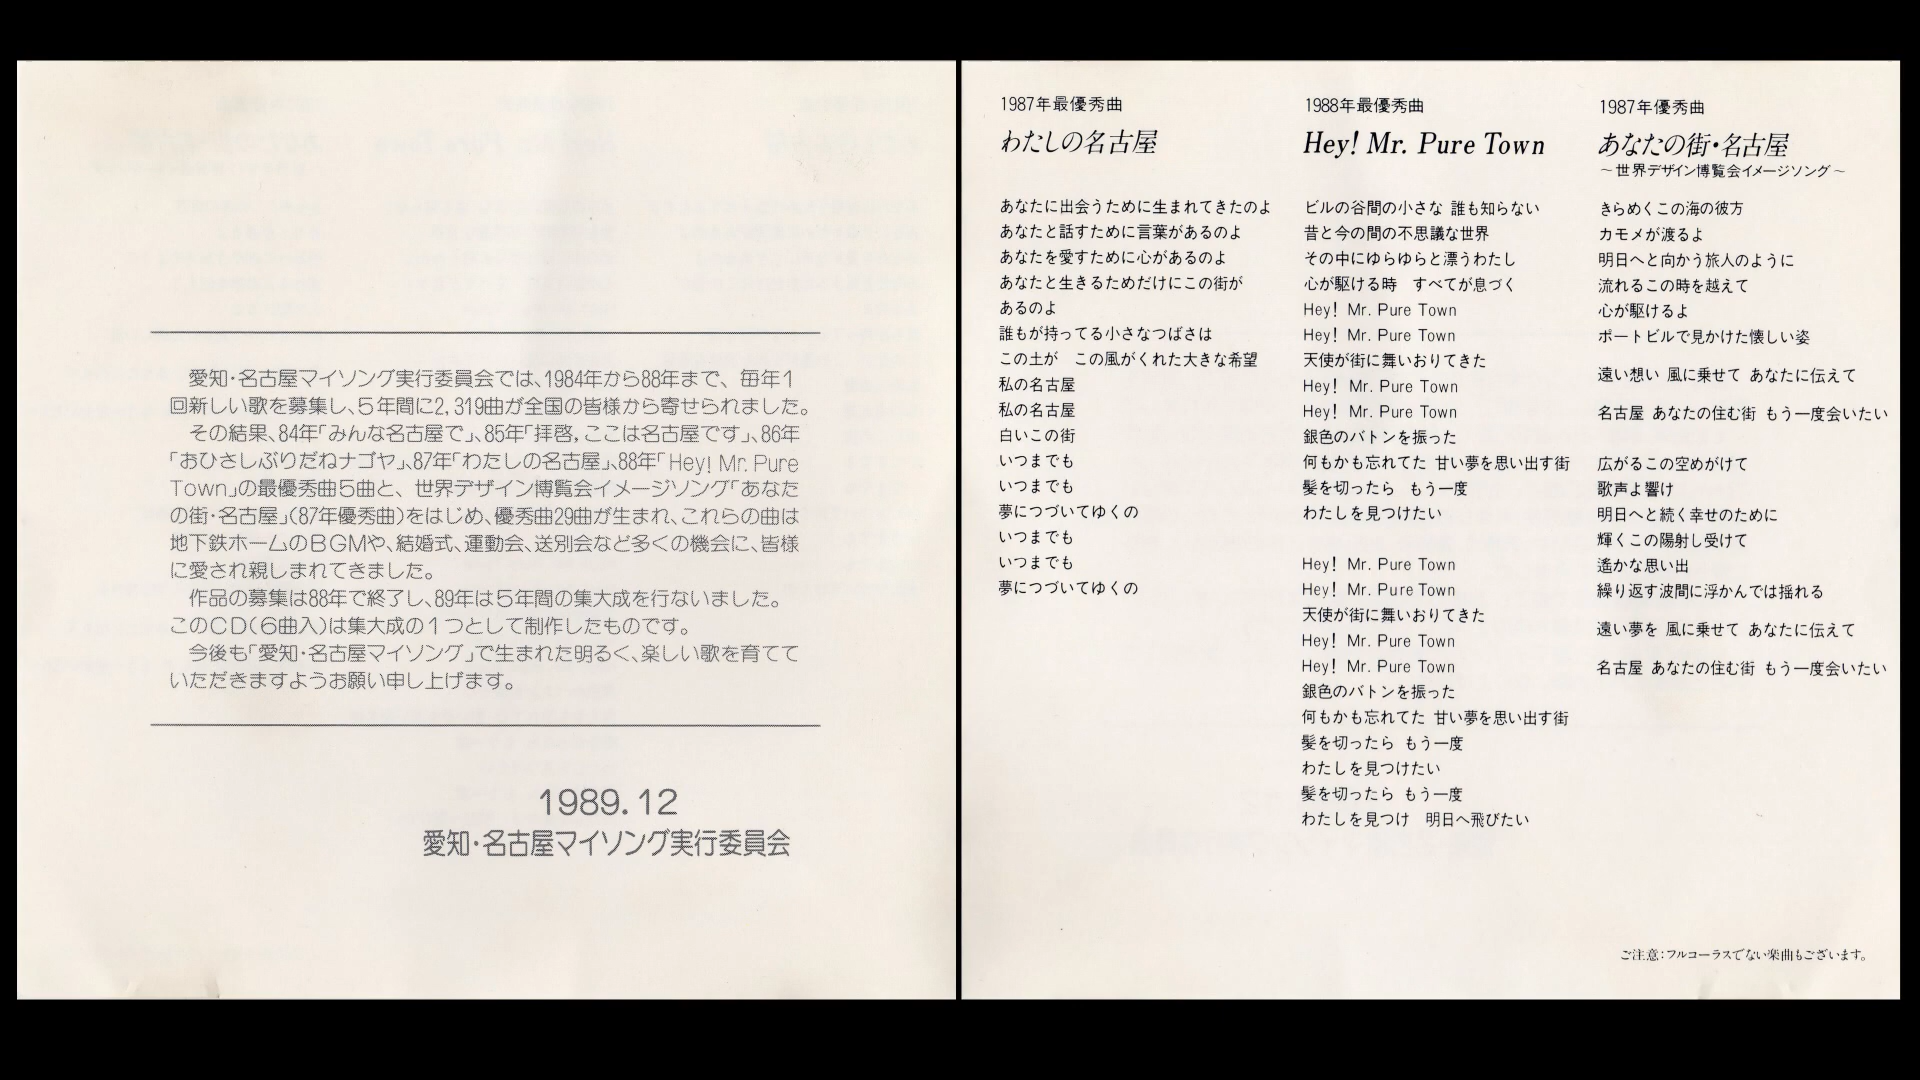 愛知・名古屋マイソング実行委員会では、1984年から88年まで、毎年1
回新しい歌を募集し、5年間に2,319曲が全国の皆様から寄せられました。
その結果、84年「みんな名古屋で」、85年「拝啓,ここは名古屋です」、86年
「おひさしぶりだねナゴヤ」、87年「わたしの名古屋」、88年「Hey! Mr. Pure
Town」の最優秀曲5曲と、世界デザイン博覧会イメージソング「あなた
の街・名古屋」(87年優秀曲)をはじめ、優秀曲29曲が生まれ、これらの曲は
地下鉄ホームのBGMや、結婚式、運動会、送別会など多くの機会に、皆様
に愛され親しまれてきました。
作品の募集は88年で終了し、89年は5年間の集大成を行ないました。
このCD(6曲入)は集大成の1つとして制作したものです。
今後も「愛知・名古屋マイソング」で生まれた明るく、楽しい歌を育てて
いただきますようお願い申し上げます。
1989.12
愛知・名古屋マイソング実行委員会
1987年最優秀曲
わたしの名古屋
あなたに出会うために生まれてきたのよ
あなたと話すために言葉があるのよ
あなたを愛すために心があるのよ
あなたと生きるためだけにこの街が
あるのよ
誰もが持ってる小さなつばさは
この土が　この風がくれた大きな希望
私の名古屋
私の名古屋
白いこの街
いつまでも
いつまでも
夢につづいてゆくの
いつまでも
いつまでも
夢につづいてゆくの
1988年最優秀曲
Hey! Mr. Pure Town
ビルの谷間の小さな 誰も知らない
昔と今の間の不思議な世界
その中にゆらゆらと漂うわたし
心が駆ける時　すべてが息づく
Hey! Mr. Pure Town
Hey! Mr. Pure Town
天使が街に舞いおりてきた
Hey! Mr. Pure Town
Hey! Mr. Pure Town
銀色のバトンを振った
何もかも忘れてた 甘い夢を思い出す街
髪を切ったら　もう一度
わたしを見つけたい
Hey! Mr. Pure Town
Hey! Mr. Pure Town
天使が街に舞いおりてきた
Hey! Mr. Pure Town
Hey! Mr. Pure Town
銀色のバトンを振った
何もかも忘れてた 甘い夢を思い出す街
髪を切ったら もう一度
わたしを見つけたい
髪を切ったら もう一度
わたしを見つけ　明日へ飛びたい
1987年優秀曲
あなたの街・名古屋
～世界デザイン博覧会イメージソング～
きらめくこの海の彼方
カモメが渡るよ
明日へと向かう旅人のように
流れるこの時を越えて
心が駆けるよ
ポートビルで見かけた懐しい姿
遠い想い 風に乗せて あなたに伝えて
名古屋 あなたの住む街 もう一度会いたい
広がるこの空めがけて
歌声よ響け
明日へと続く幸せのために
輝くこの陽射し受けて
遙かな思い出
繰り返す波間に浮かんでは揺れる
遠い夢を 風に乗せて あなたに伝えて
名古屋 あなたの住む街 もう一度会いたい
ご注意：フルコーラスでない楽曲もございます。